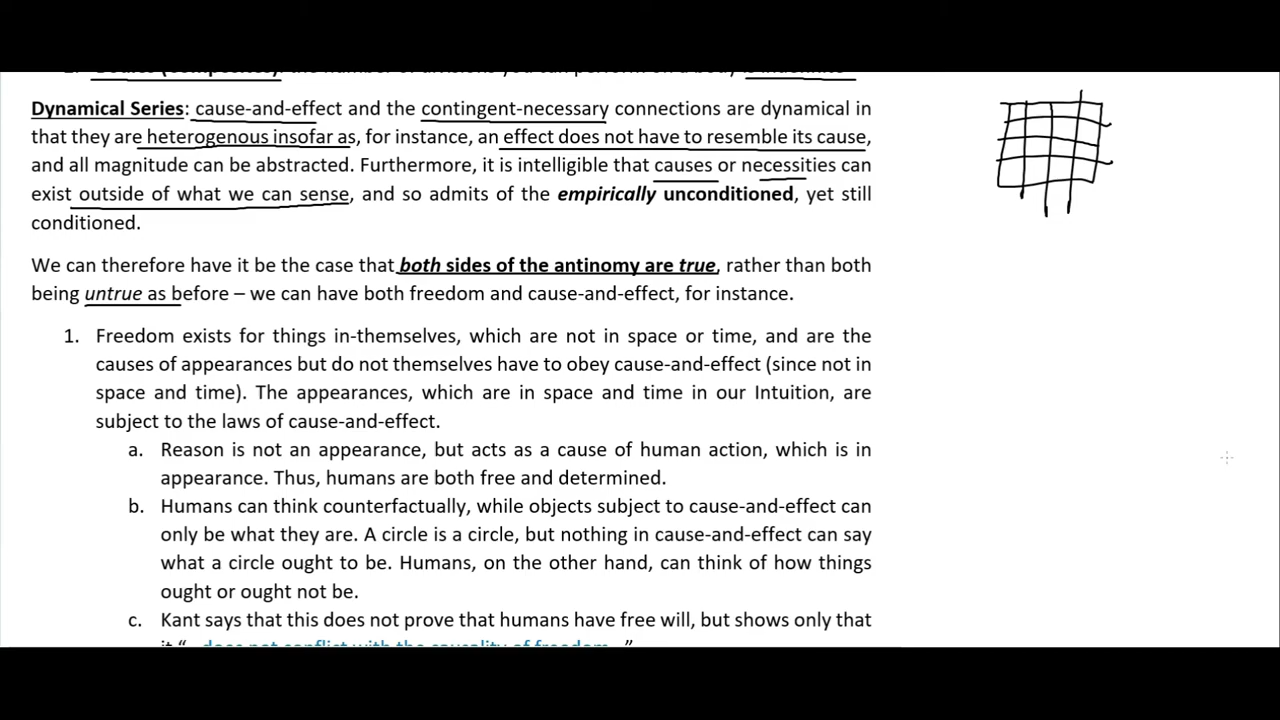 Dynamical Series: cause-and-effect and the contingent-necessary connections are dynamical in
that they are heterogenous insofar as, for instance, an effect does not have to resemble its cause,
and all magnitude can be abstracted. Furthermore, it is intelligible that causes or necessities can
exist outside of what we can sense, and so admits of the empirically unconditioned, yet still
conditioned.
We can therefore have it be the case that both sides of the antinomy are true, rather than both
being untrue as before – we can have both freedom and cause-and-effect, for instance.
1. Freedom exists for things in-themselves, which are not in space or time, and are the
causes of appearances but do not themselves have to obey cause-and-effect (since not in
space and time). The appearances, which are in space and time in our Intuition, are
subject to the laws of cause-and-effect.
a. Reason is not an appearance, but acts as a cause of human action, which is in
appearance. Thus, humans are both free and determined.
b. Humans can think counterfactually, while objects subject to cause-and-effect can
only be what they are. A circle is a circle, but nothing in cause-and-effect can say
what a circle ought to be. Humans, on the other hand, can think of how things
ought or ought not be.
c. Kant says that this does not prove that humans have free will, but shows only that
it “…does not conflict with the causality of freedom…”